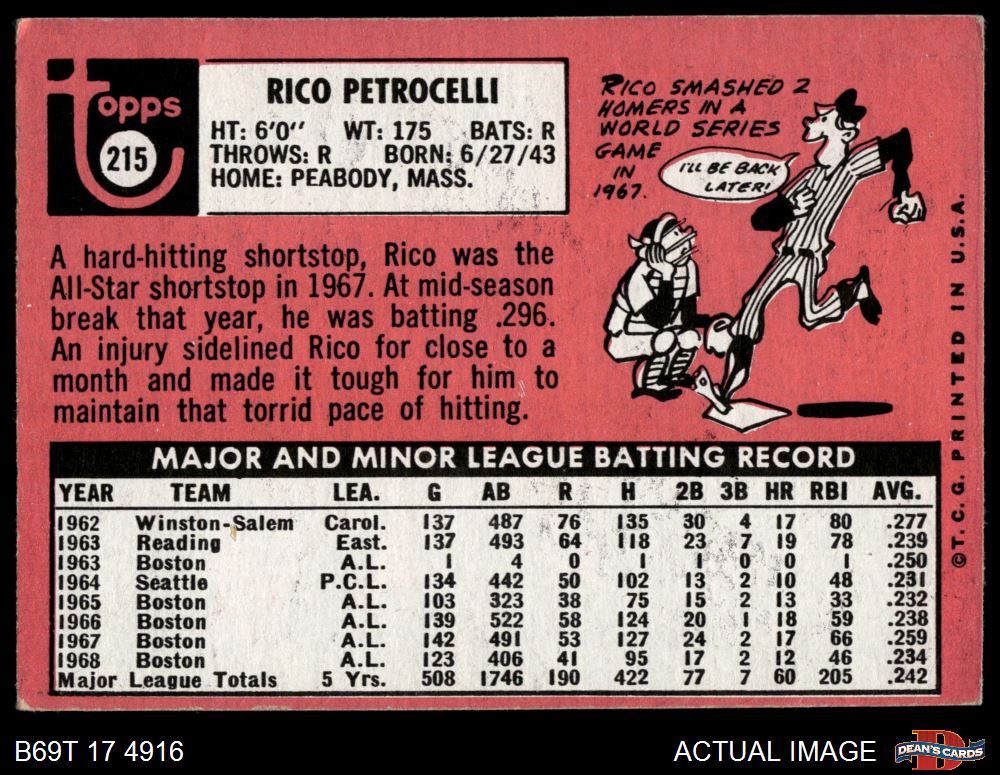 topps
215
RICO PETROCELLI
HT: 6'0" WT: 175 BATS: R
THROWS: R BORN: 6/27/43
HOME: PEABODY, MASS.
RICO SMASHED 2
HOMERS IN A
WORLD SERIES
GAME
IN
1967.
I'LL BE BACK
LATER!
A hard-hitting shortstop, Rico was the
All-Star shortstop in 1967. At mid-season
break that year, he was batting .296.
An injury sidelined Rico for close to a
month and made it tough for him to
maintain that torrid pace of hitting.
MAJOR AND MINOR LEAGUE BATTING RECORD
YEAR TEAM LEA. G AB R H 2B 3B HR RBI AVG.
1962 Winston-Salem Carol. 137 487 76 135 30 4 17 80 .277
1963 Reading East. 137 493 64 118 23 7 19 78 .239
1963 Boston A.L. 1 4 0 1 1 0 0 1 .250
1964 Seattle P.C.L. 134 442 50 102 13 2 10 48 .231
1965 Boston A.L. 103 323 38 75 15 2 13 33 .232
1966 Boston A.L. 139 522 58 124 20 1 18 59 .238
1967 Boston A.L. 142 491 53 127 24 2 17 66 .259
1968 Boston A.L. 123 406 41 95 17 2 12 46 .234
Major League Totals 5 Yrs. 508 1746 190 422 77 7 60 205 .242
©T.C.G. PRINTED IN U.S.A.
B69T 17 4916
ACTUAL IMAGE
D
DEAN'S CARDS